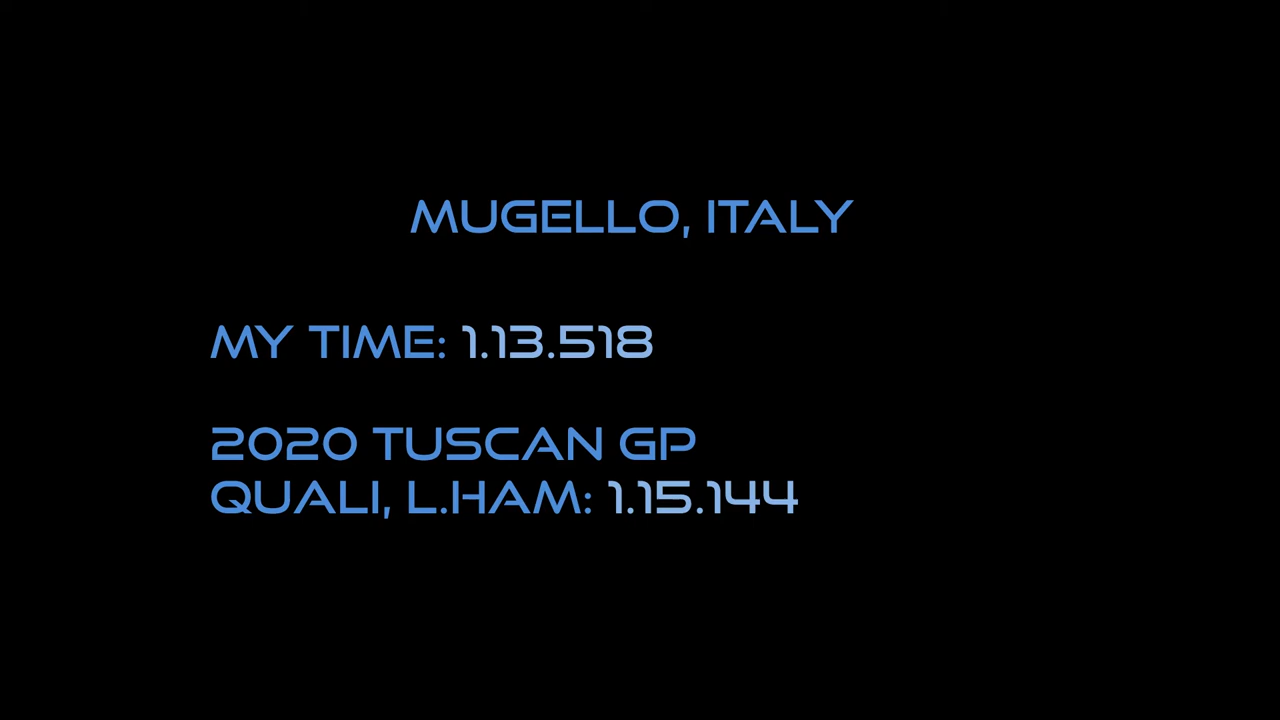 MUGELLO, ITALY
MY TIME: 1.13.518
2020 TUSCAN GP
QUALI, L.HAM: 1.15.144